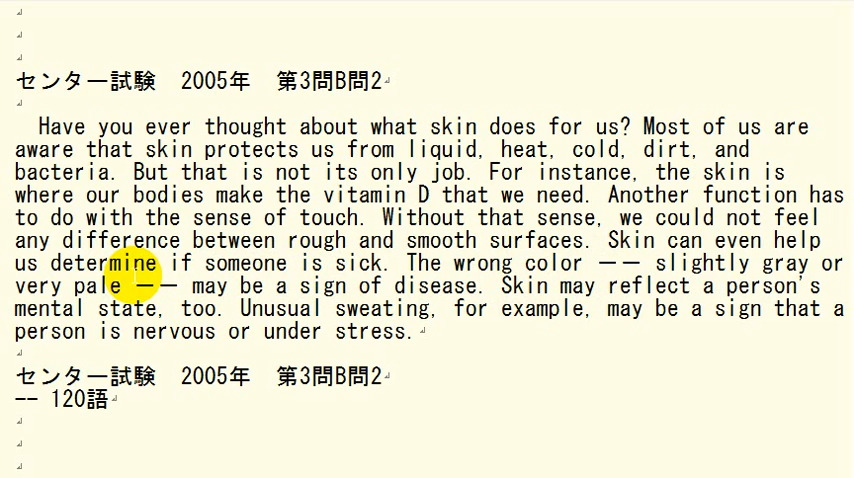 センター試験　2005年　第3問B問2
Have you ever thought about what skin does for us? Most of us are
aware that skin protects us from liquid, heat, cold, dirt, and
bacteria. But that is not its only job. For instance, the skin is
where our bodies make the vitamin D that we need. Another function has
to do with the sense of touch. Without that sense, we could not feel
any difference between rough and smooth surfaces. Skin can even help
us determine if someone is sick. The wrong color ―― slightly gray or
very pale ―― may be a sign of disease. Skin may reflect a person's
mental state, too. Unusual sweating, for example, may be a sign that a
person is nervous or under stress.
センター試験　2005年　第3問B問2
-- 120語